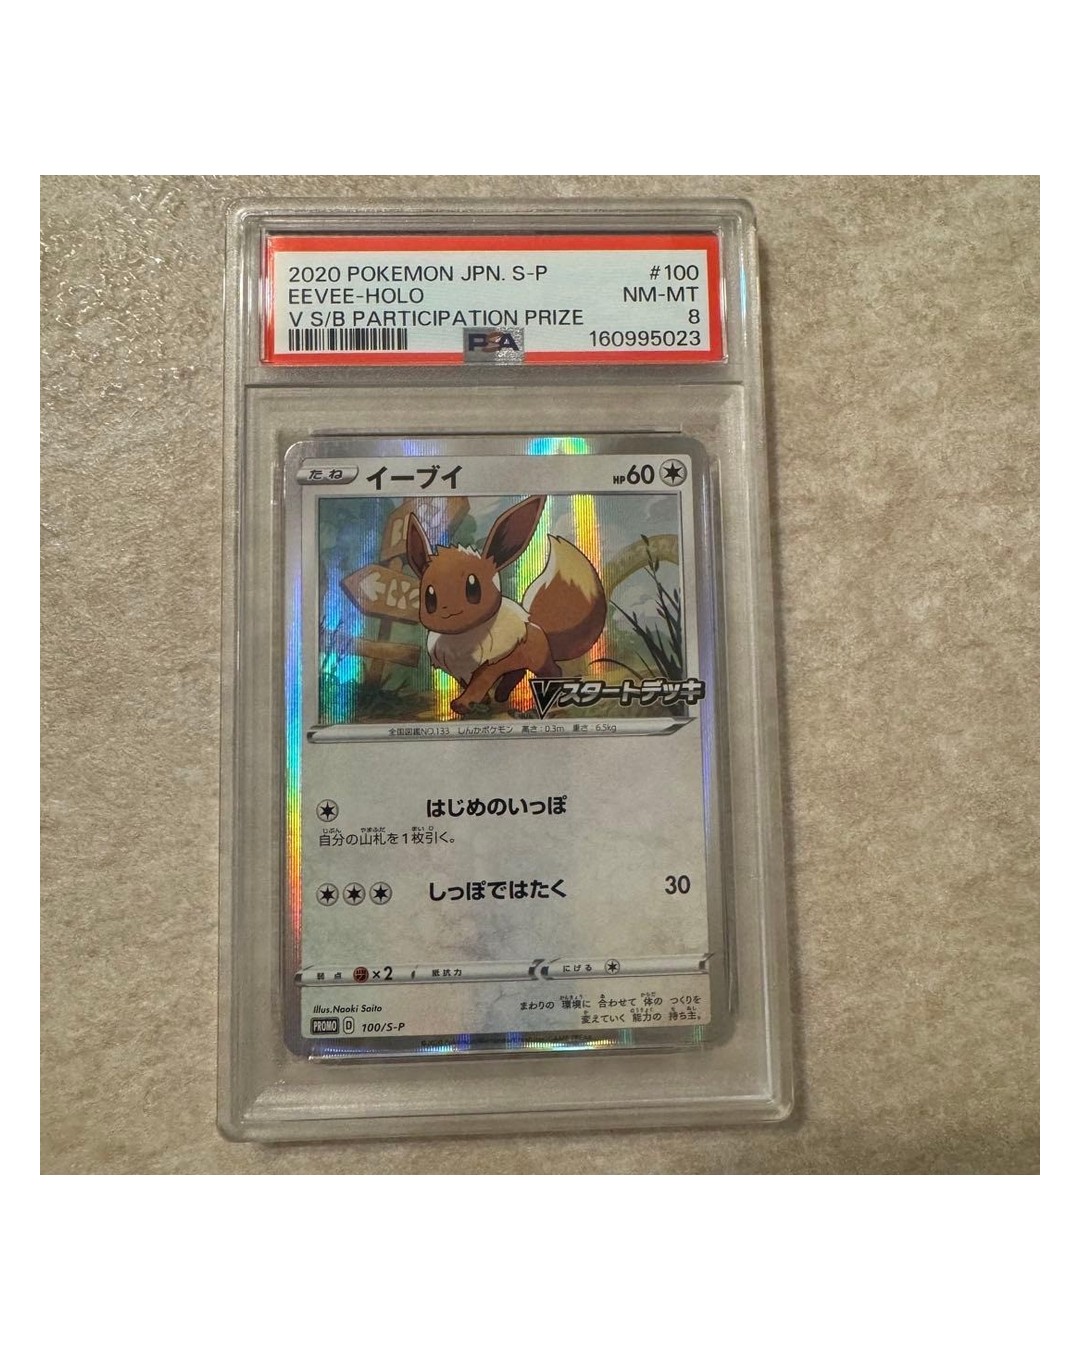 2020 POKEMON JPN. S-P #100
EEVEE-HOLO NM-MT
V S/B PARTICIPATION PRIZE 8
PSA 160995023
たね イーブイ HP60
Vスタートデッキ
全国図鑑NO.133 しんかポケモン 高さ:0.3m 重さ:6.5kg
はじめのいっぽ
自分の山札を1枚引く。
しっぽではたく 30
弱点 ×2 抵抗力 にげる
Illus.Naoki Saito
まわりの 環境に 合わせて 体の つくりを
変えていく 能力の 持ち主。
PROMO D 100/S-P